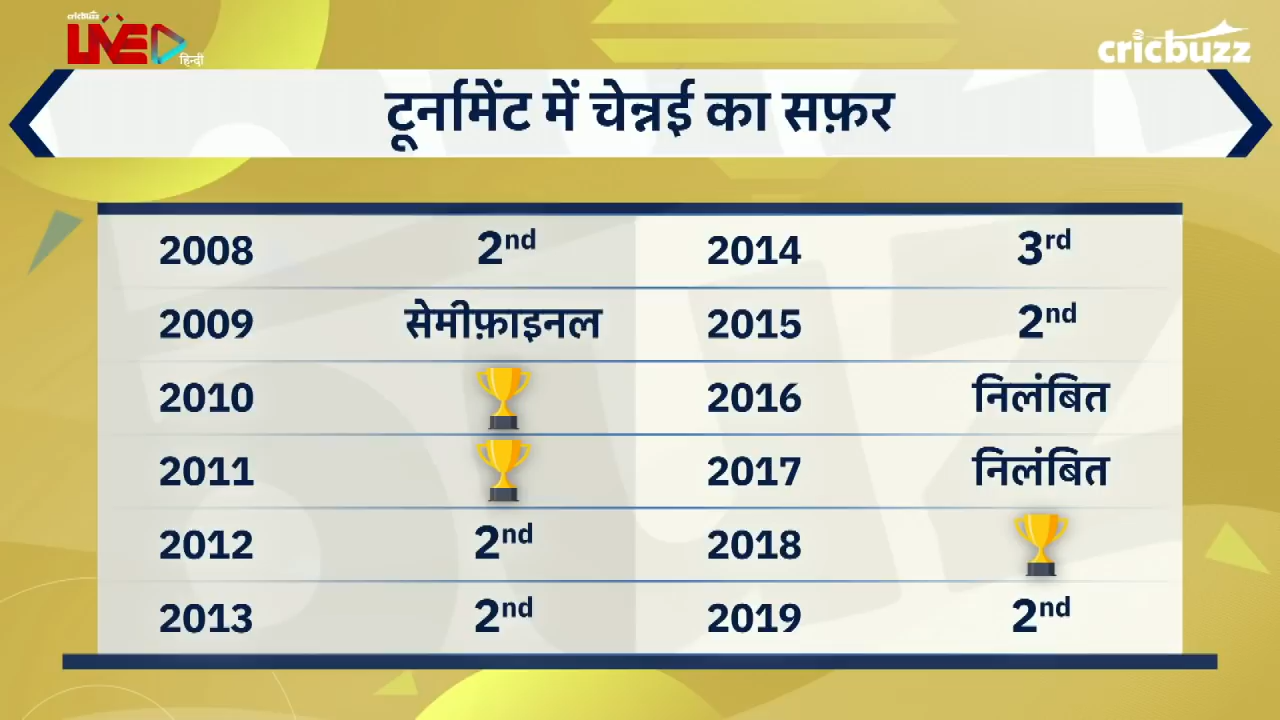 cricbuzz
LIVE हिन्दी
cricbuzz
टूर्नामेंट में चेन्नई का सफ़र
2008 2nd 2014 3rd
2009 सेमीफ़ाइनल 2015 2nd
2010 2016 निलंबित
2011 2017 निलंबित
2012 2nd 2018
2013 2nd 2019 2nd